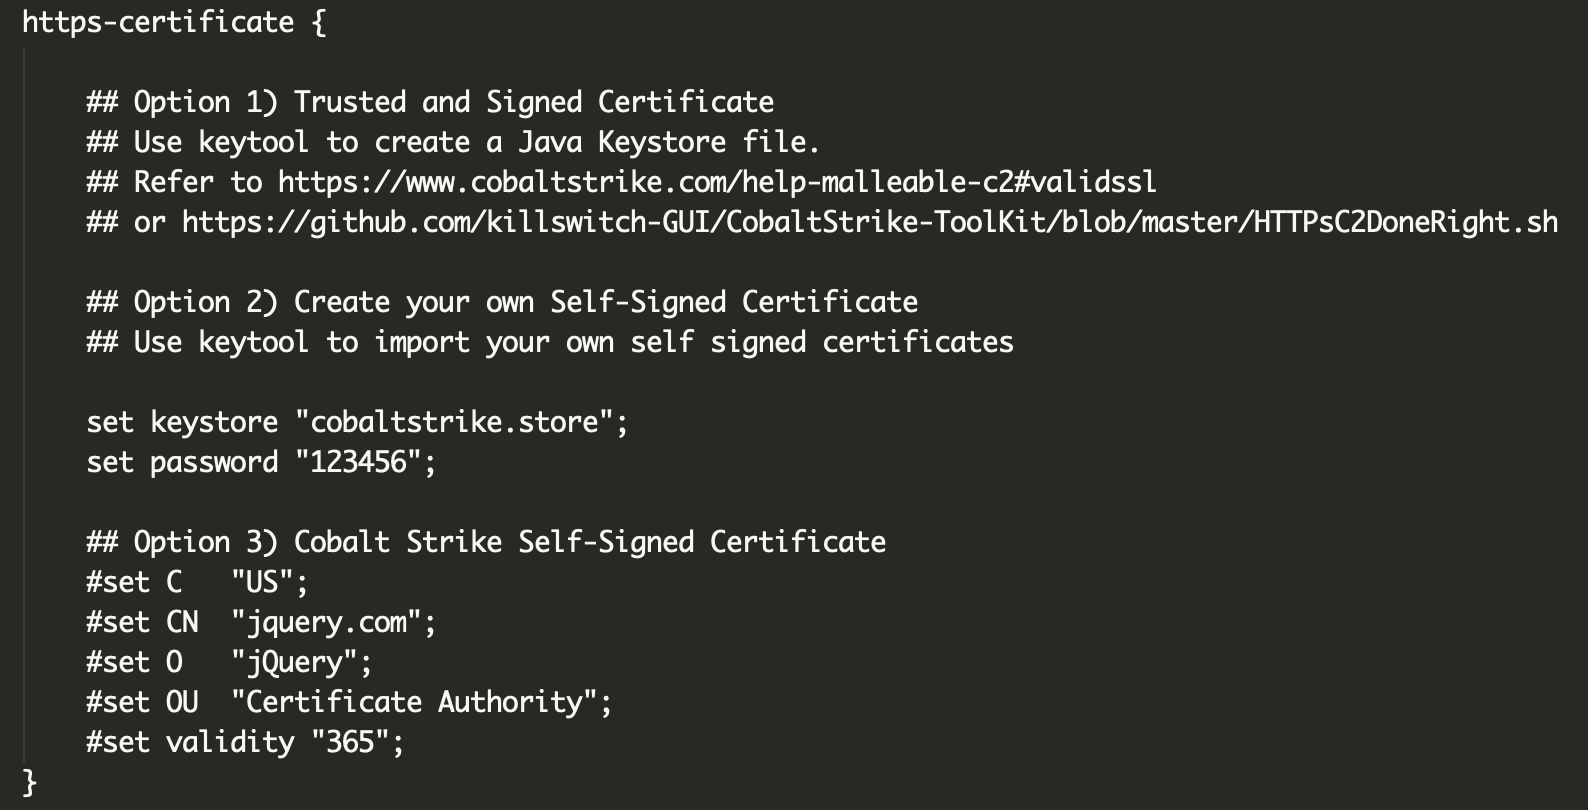 https-certificate {
## Option 1) Trusted and Signed Certificate
## Use keytool to create a Java Keystore file.
## Refer to https://www.cobaltstrike.com/help-malleable-c2#validssl
## or https://github.com/killswitch-GUI/CobaltStrike-ToolKit/blob/master/HTTPsC2DoneRight.sh
## Option 2) Create your own Self-Signed Certificate
## Use keytool to import your own self signed certificates
set keystore "cobaltstrike.store";
set password "123456";
## Option 3) Cobalt Strike Self-Signed Certificate
#set C   "US";
#set CN  "jquery.com";
#set O   "jQuery";
#set OU  "Certificate Authority";
#set validity "365";
}